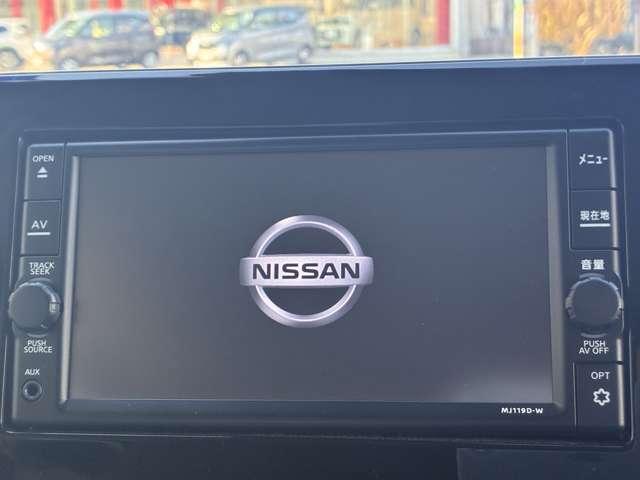 OPEN
AV
TRACK
SEEK
PUSH
SOURCE
AUX
NISSAN
MJ119D-W
メニュー
現在地
音量
PUSH
AV OFF
OPT